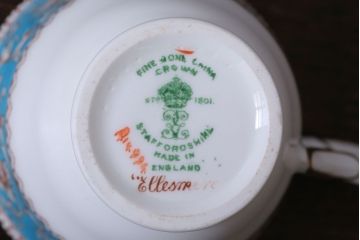 FINE BONE CHINA
CROWN
ESTD 1801.
STAFFORDSHIRE
MADE IN
ENGLAND
"Ellesmere